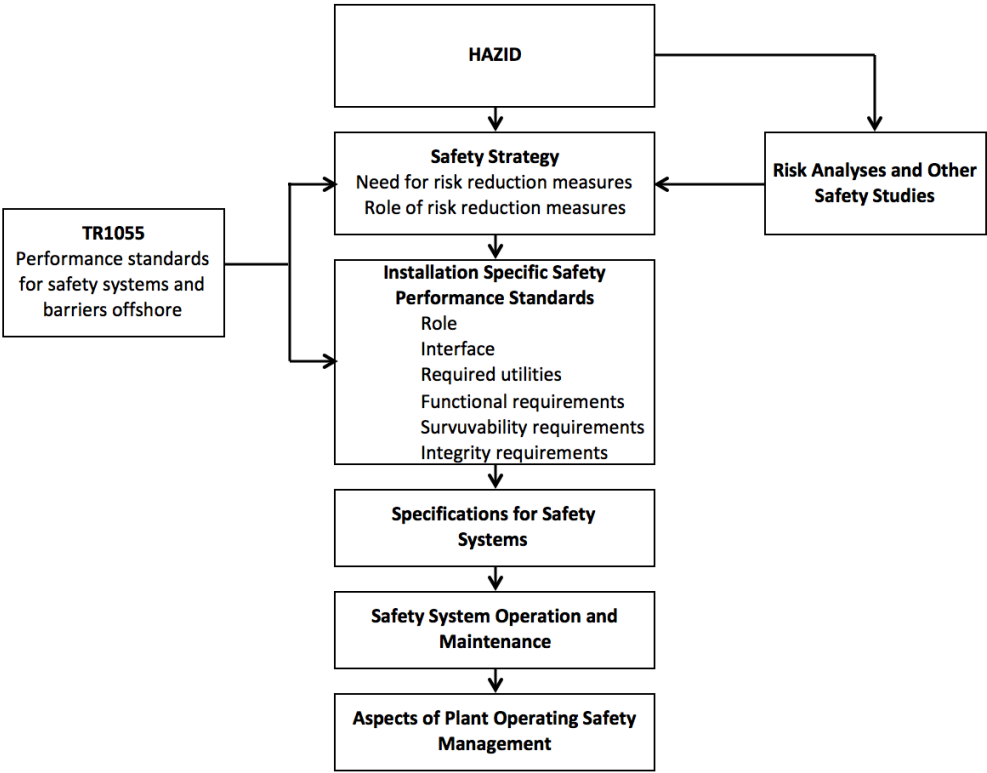 HAZID
Safety Strategy
Need for risk reduction measures
Role of risk reduction measures
Risk Analyses and Other
Safety Studies
TR1055
Performance standards
for safety systems and
barriers offshore
Installation Specific Safety
Performance Standards
Role
Interface
Required utilities
Functional requirements
Survuvability requirements
Integrity requirements
Specifications for Safety
Systems
Safety System Operation and
Maintenance
Aspects of Plant Operating Safety
Management